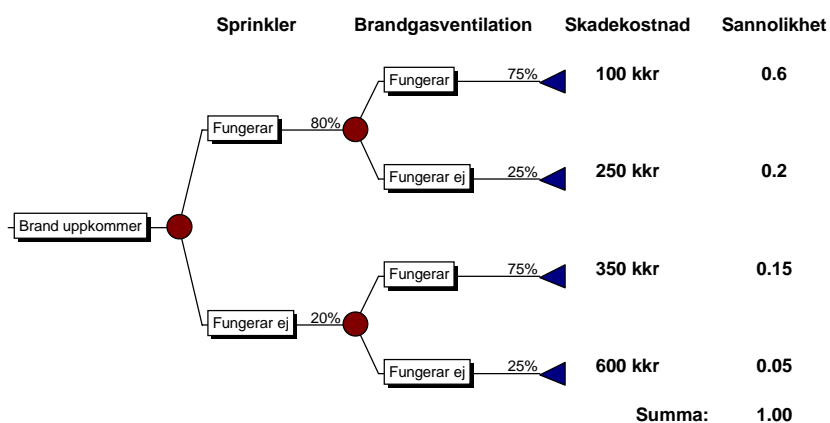 Sprinkler Brandgasventilation Skadekostnad Sannolikhet
Fungerar 75% 100 kkr 0.6
Fungerar 80%
Fungerar ej 25% 250 kkr 0.2
Brand uppkommer
Fungerar 75% 350 kkr 0.15
Fungerar ej 20%
Fungerar ej 25% 600 kkr 0.05
Summa: 1.00